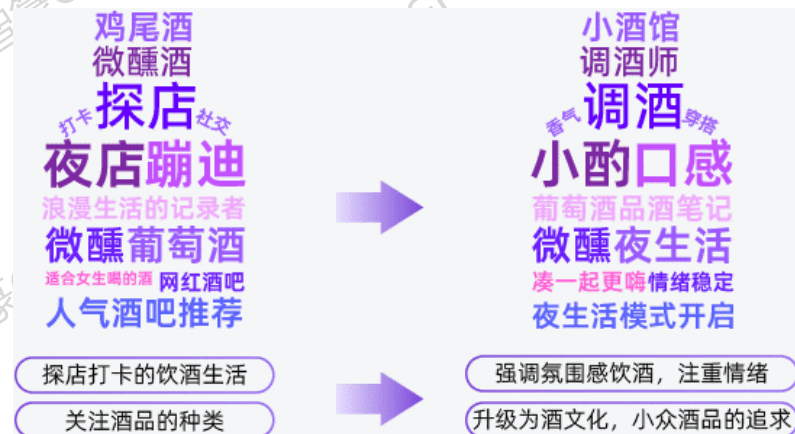 鸡尾酒
微醺酒
打卡 探店 社交
夜店蹦迪
浪漫生活的记录者
微醺葡萄酒
适合女生喝的酒 网红酒吧
人气酒吧推荐
探店打卡的饮酒生活
关注酒品的种类
小酒馆
调酒师
香气 调酒 穿搭
小酌口感
葡萄酒品酒笔记
微醺夜生活
凑一起更嗨 情绪稳定
夜生活模式开启
强调氛围感饮酒，注重情绪
升级为酒文化，小众酒品的追求